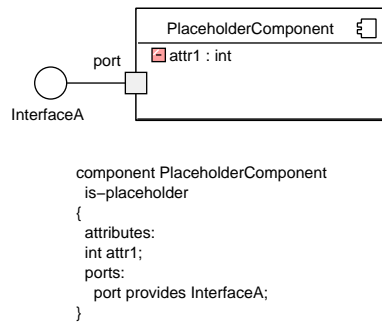 PlaceholderComponent
- attr1 : int
port
InterfaceA
component PlaceholderComponent
is−placeholder
{
attributes:
int attr1;
ports:
port provides InterfaceA;
}